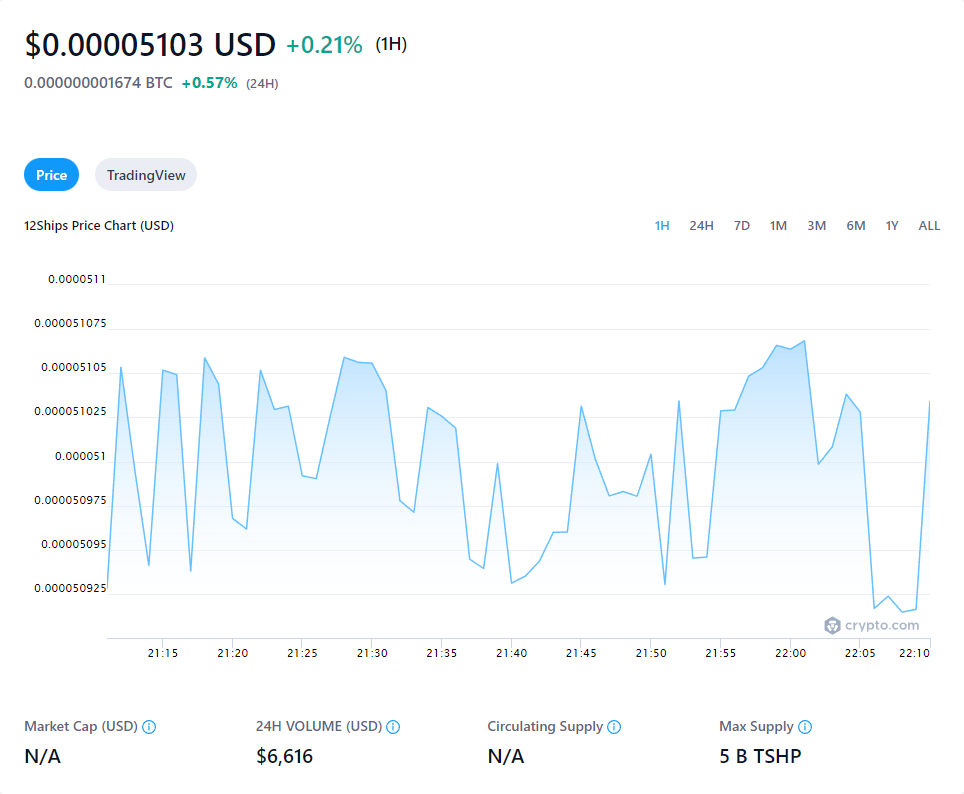 $0.00005103 USD +0.21% (1H)
0.000000001674 BTC +0.57% (24H)
Price TradingView
12Ships Price Chart (USD) 1H 24H 7D 1M 3M 6M 1Y ALL
0.0000511
0.000051075
0.00005105
0.000051025
0.000051
0.000050975
0.00005095
0.000050925
crypto.com
21:15 21:20 21:25 21:30 21:35 21:40 21:45 21:50 21:55 22:00 22:05 22:10
Market Cap (USD) 24H VOLUME (USD) Circulating Supply Max Supply
N/A $6,616 N/A 5 B TSHP